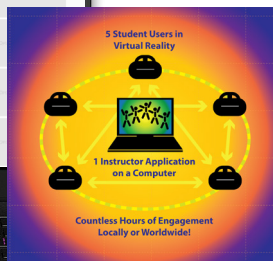 5 Student Users in
Virtual Reality
1 Instructor Application
on a Computer
Countless Hours of Engagement
Locally or Worldwide!